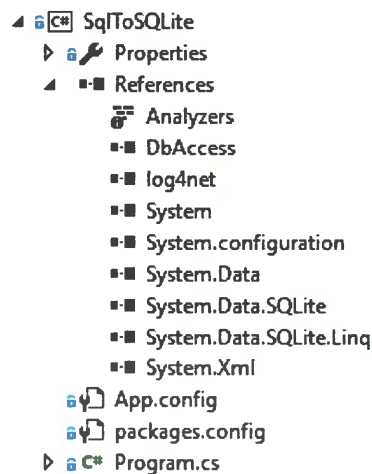 C# SqlToSQLite
Properties
References
Analyzers
DbAccess
log4net
System
System.configuration
System.Data
System.Data.SQLite
System.Data.SQLite.Linq
System.Xml
App.config
packages.config
C# Program.cs